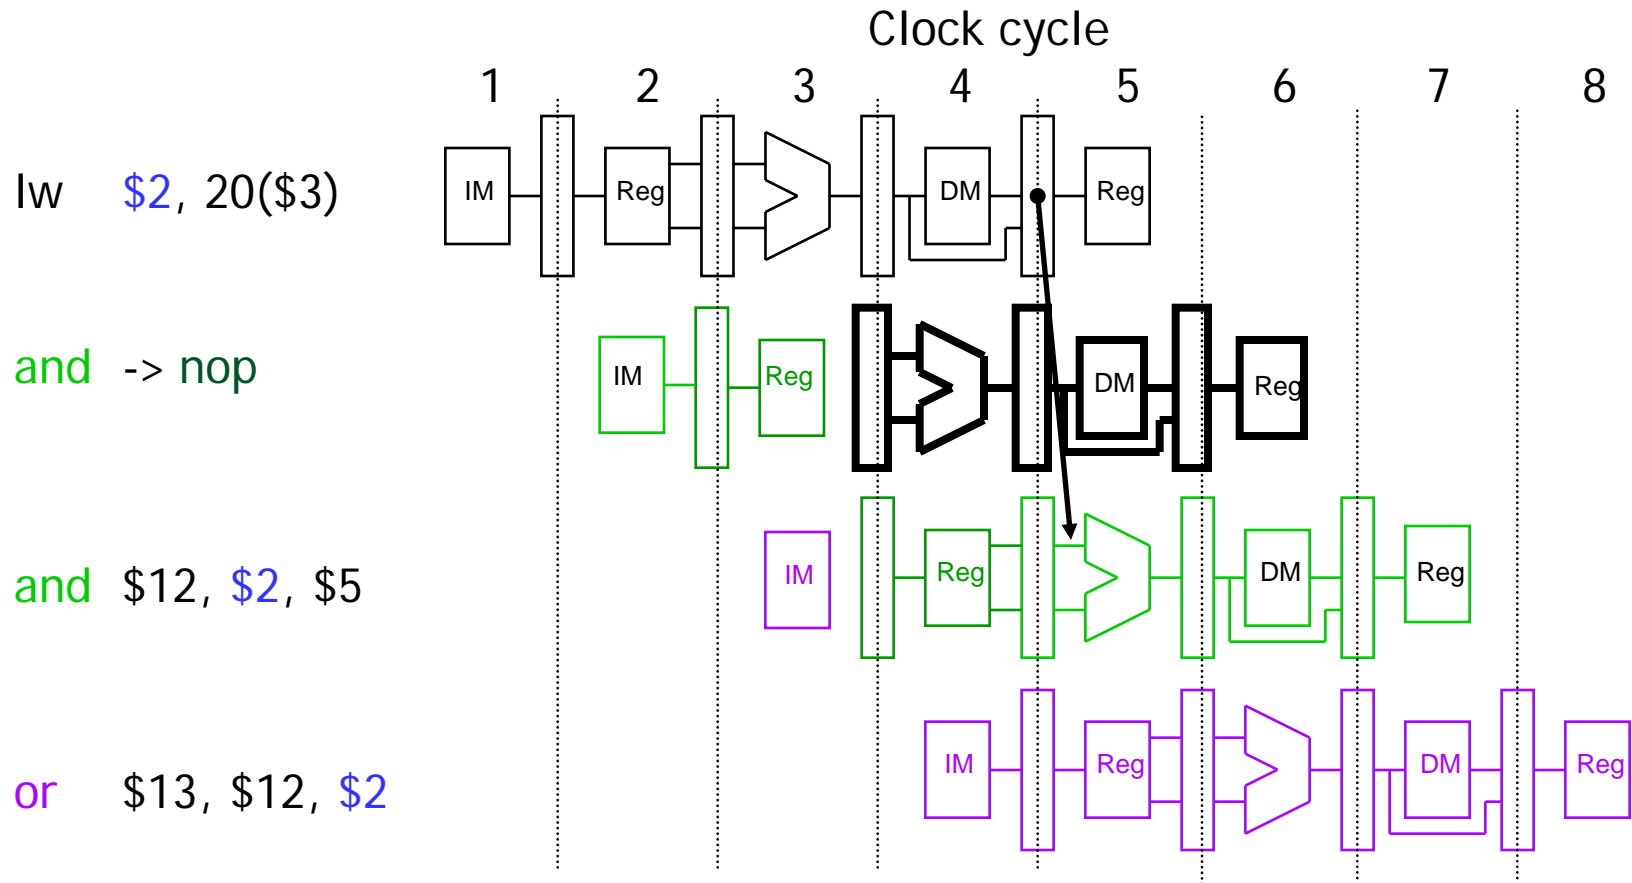 Clock cycle
1 2 3 4 5 6 7 8
lw $2, 20($3) IM Reg DM Reg
and -> nop IM Reg DM Reg
and $12, $2, $5 IM Reg DM Reg
or $13, $12, $2 IM Reg DM Reg